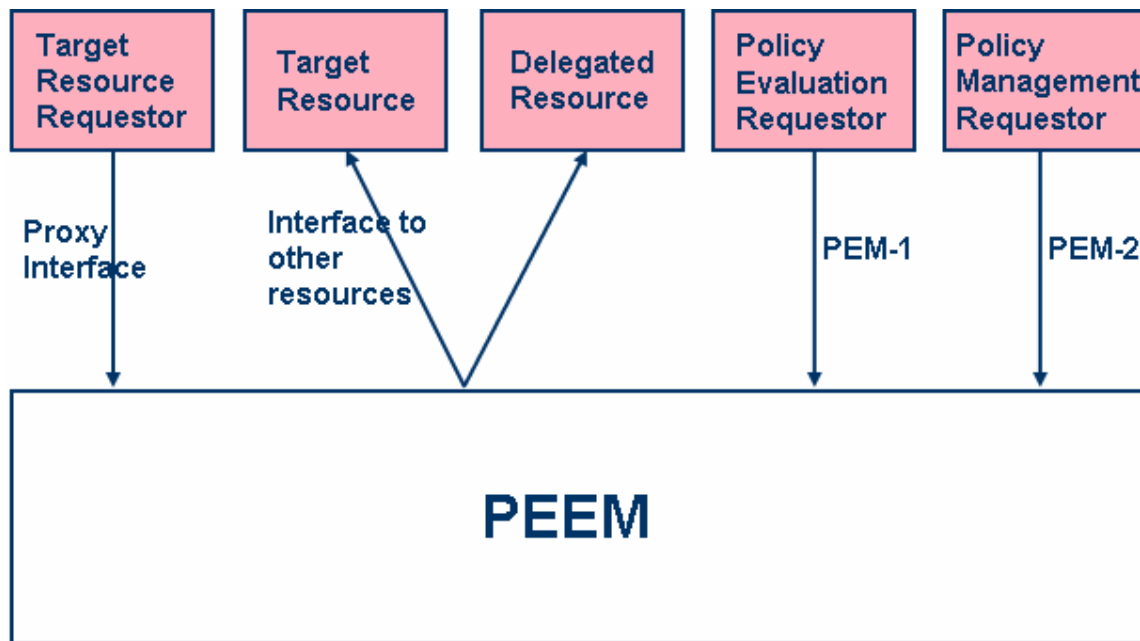 Target
Resource
Requestor
Target
Resource
Delegated
Resource
Policy
Evaluation
Requestor
Policy
Management
Requestor
Proxy
Interface
Interface to
other
resources
PEM-1
PEM-2
PEEM